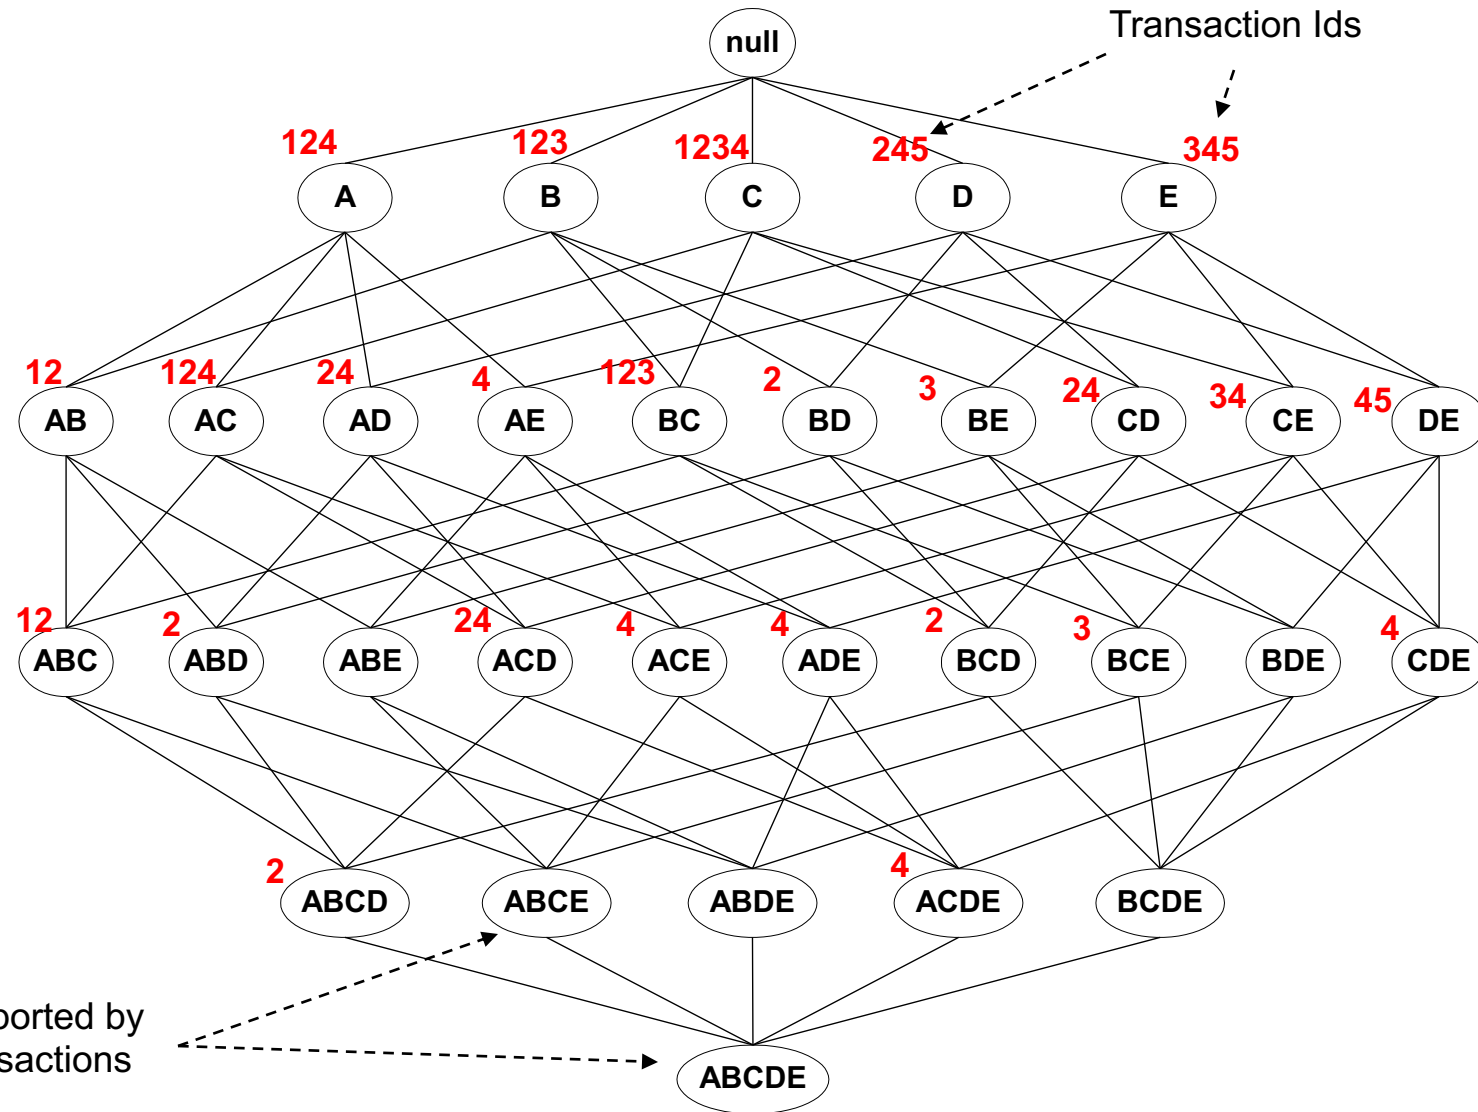 Transaction Ids
null
124 123 1234 245 345
A B C D E
12 124 24 4 123 2 3 24 34 45
AB AC AD AE BC BD BE CD CE DE
12 2 24 4 4 2 3 4
ABC ABD ABE ACD ACE ADE BCD BCE BDE CDE
2 4
ABCD ABCE ABDE ACDE BCDE
ported by
sactions
ABCDE